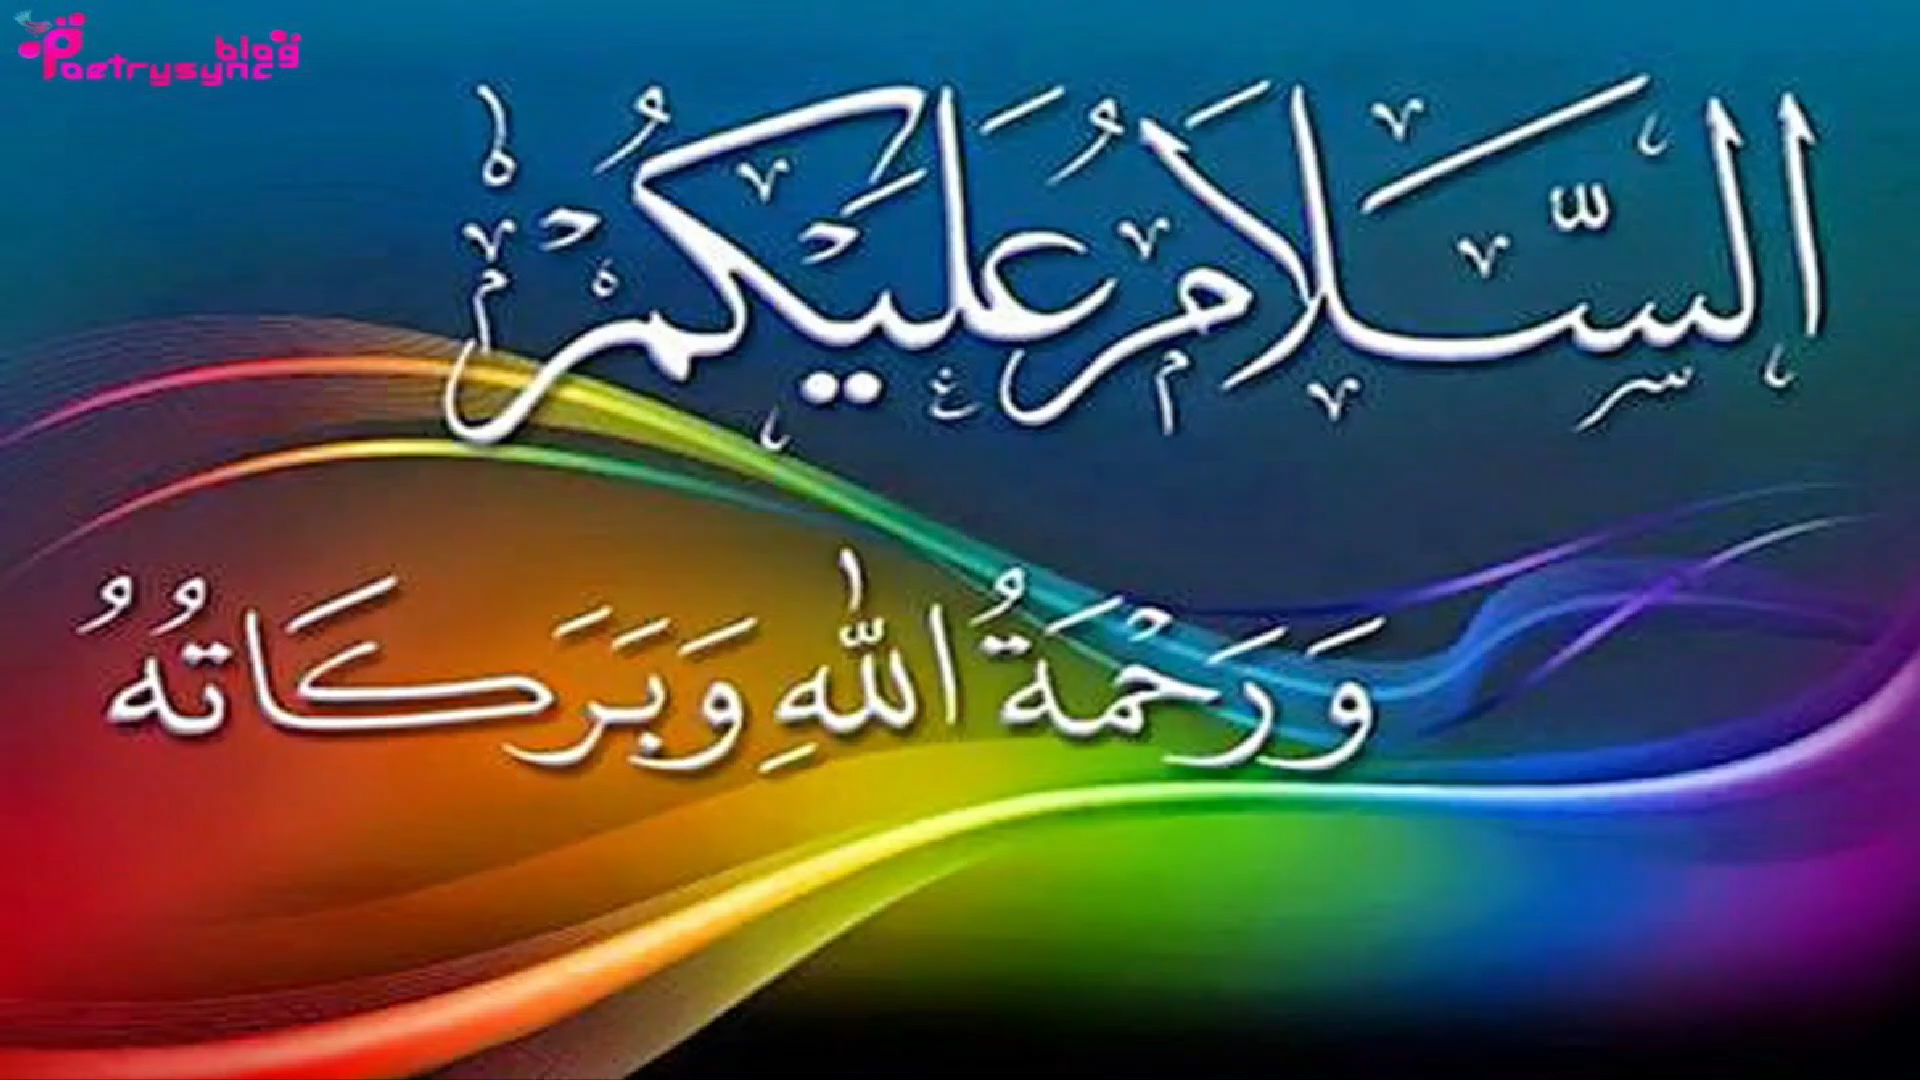 Poetrysync blog
السَّلَامُ عَلَيْكُمْ
وَرَحْمَةُ اللهِ وَبَرَكَاتُهُ